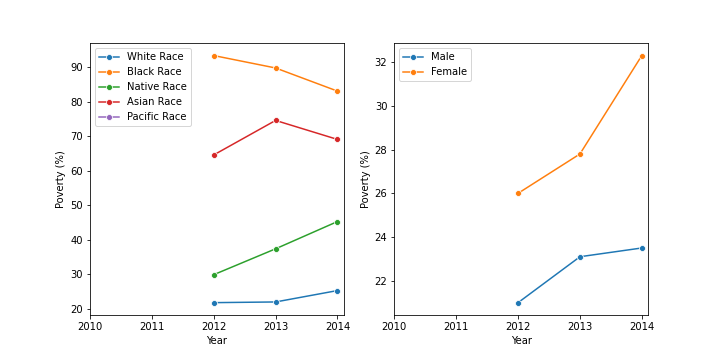 White Race
Black Race
Native Race
Asian Race
Pacific Race
90
80
70
60
50
40
30
20
Poverty (%)
2010 2011 2012 2013 2014
Year
Male
Female
32
30
28
26
24
22
Poverty (%)
2010 2011 2012 2013 2014
Year